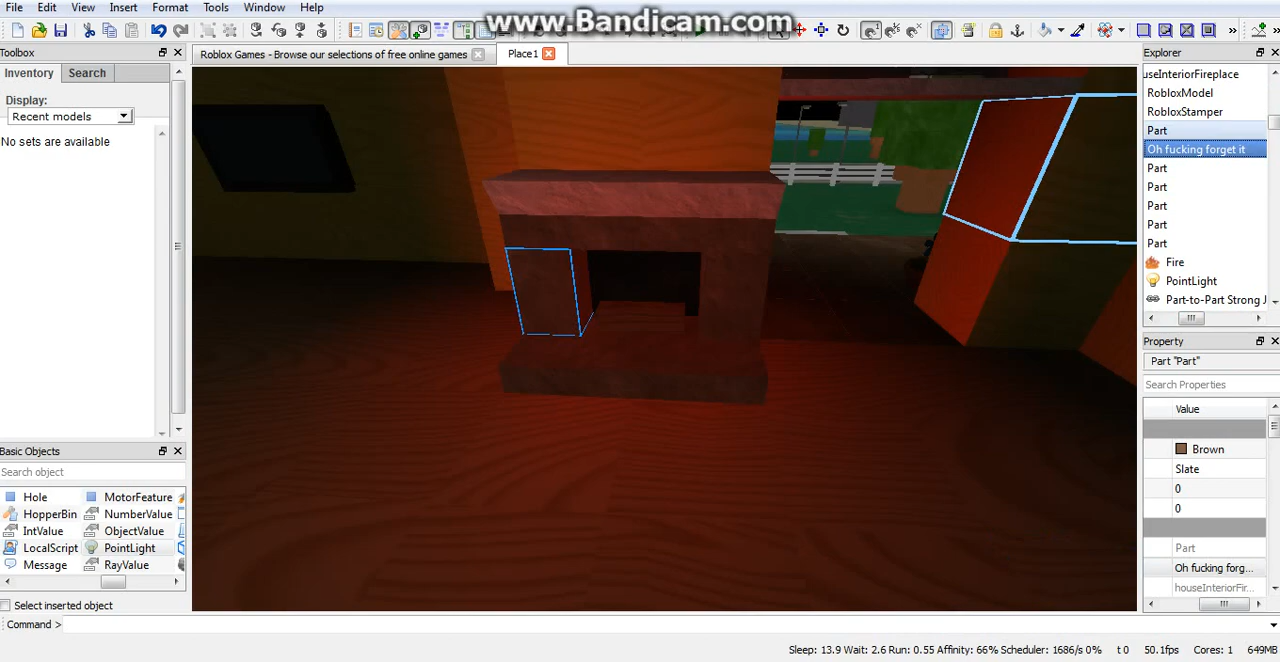 File Edit View Insert Format Tools Window Help
www.Bandicam.com
Toolbox
Roblox Games - Browse our selections of free online games
Place1
Explorer
Inventory Search
Display:
Recent models
No sets are available
useInteriorFireplace
RobloxModel
RobloxStamper
Part
Oh fucking forget it
Part
Part
Part
Part
Part
Fire
PointLight
Part-to-Part Strong J
Property
Part "Part"
Search Properties
Value
Brown
Slate
0
0
Part
Oh fucking forg...
houseInteriorFir...
Basic Objects
Search object
Hole MotorFeature
HopperBin NumberValue
IntValue ObjectValue
LocalScript PointLight
Message RayValue
Select inserted object
Command >
Sleep: 13.9 Wait: 2.6 Run: 0.55 Affinity: 66% Scheduler: 1686/s 0% t 0 50.1fps Cores: 1 649MB